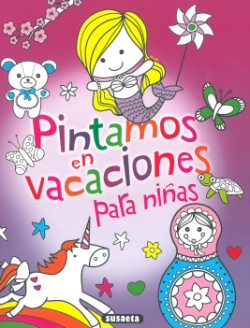 Pintamos
en
vacaciones
para niñas
susaeta